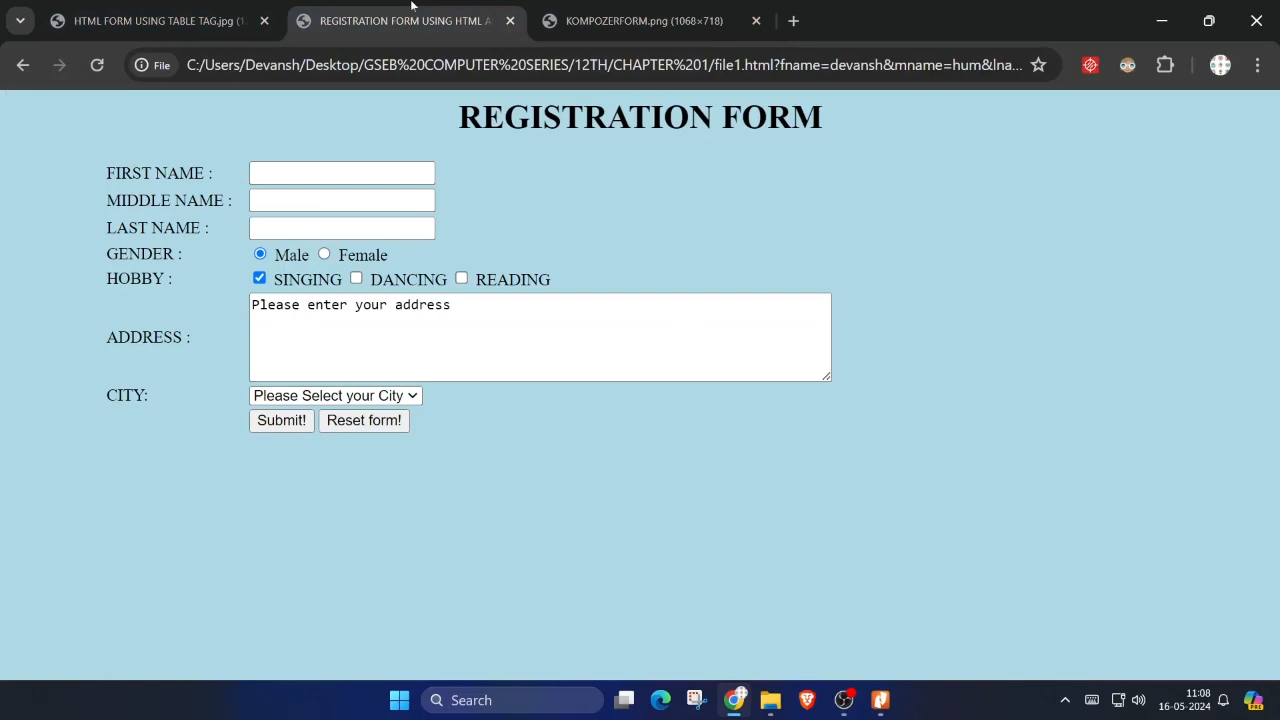 HTML FORM USING TABLE TAG.jpg (1
REGISTRATION FORM USING HTML A
KOMPOZERFORM.png (1068×718)
File
C:/Users/Devansh/Desktop/GSEB%20COMPUTER%20SERIES/12TH/CHAPTER%201/file1.html?fname=devansh&mname=hum&lna...
REGISTRATION FORM
FIRST NAME :
MIDDLE NAME :
LAST NAME :
GENDER : Male Female
HOBBY : SINGING DANCING READING
Please enter your address
ADDRESS :
CITY: Please Select your City
Submit! Reset form!
Search
11:08
16-05-2024
PRE